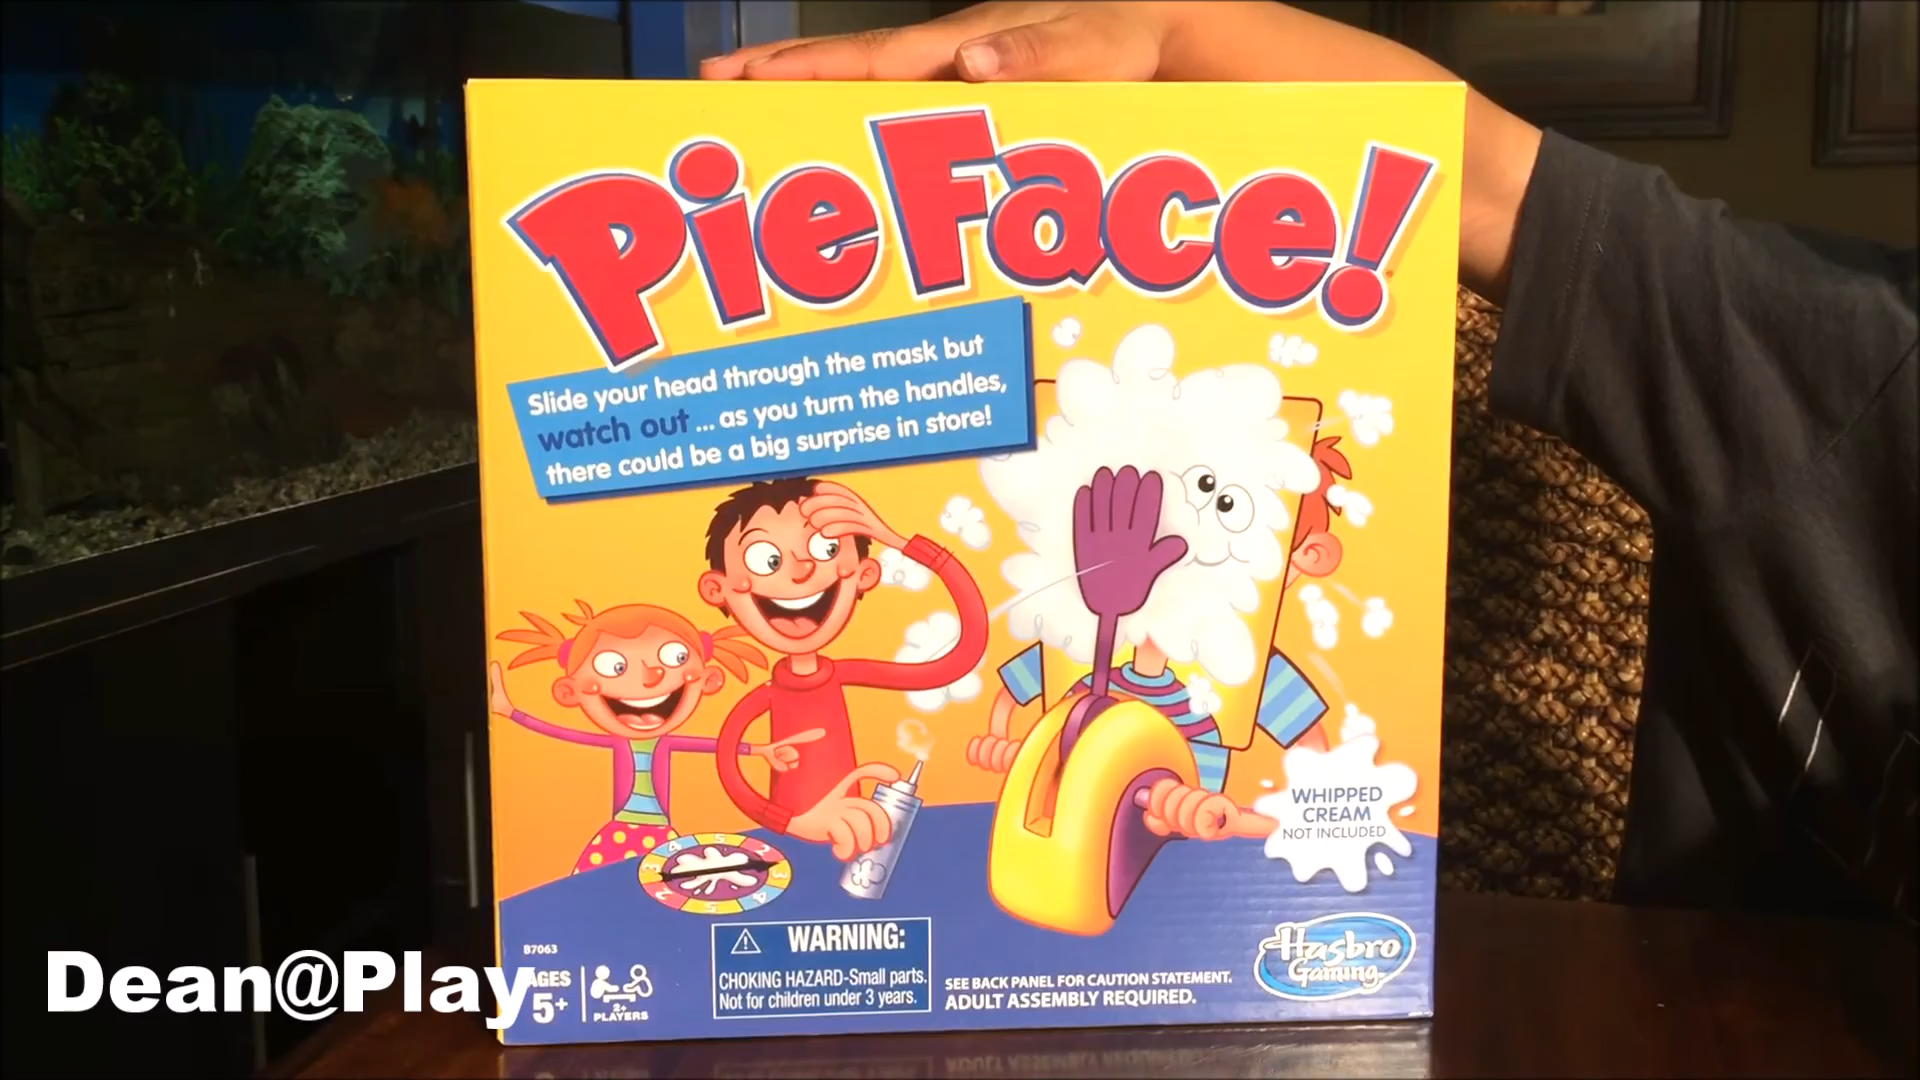 Pie Face!
Slide your head through the mask but
watch out... as you turn the handles,
there could be a big surprise in store!
WHIPPED
CREAM
NOT INCLUDED
B7063
AGES
5+
2+
PLAYERS
WARNING:
CHOKING HAZARD-Small parts.
Not for children under 3 years.
SEE BACK PANEL FOR CAUTION STATEMENT.
ADULT ASSEMBLY REQUIRED.
Hasbro
Gaming
Dean@Play